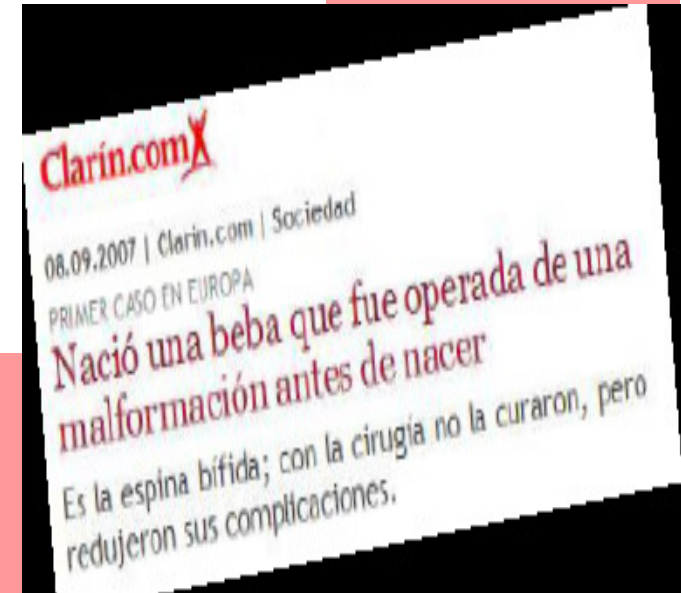 Clarín.com
08.09.2007 | Clarin.com | Sociedad
PRIMER CASO EN EUROPA
Nació una beba que fue operada de una
malformación antes de nacer
Es la espina bífida; con la cirugía no la curaron, pero
redujeron sus complicaciones.